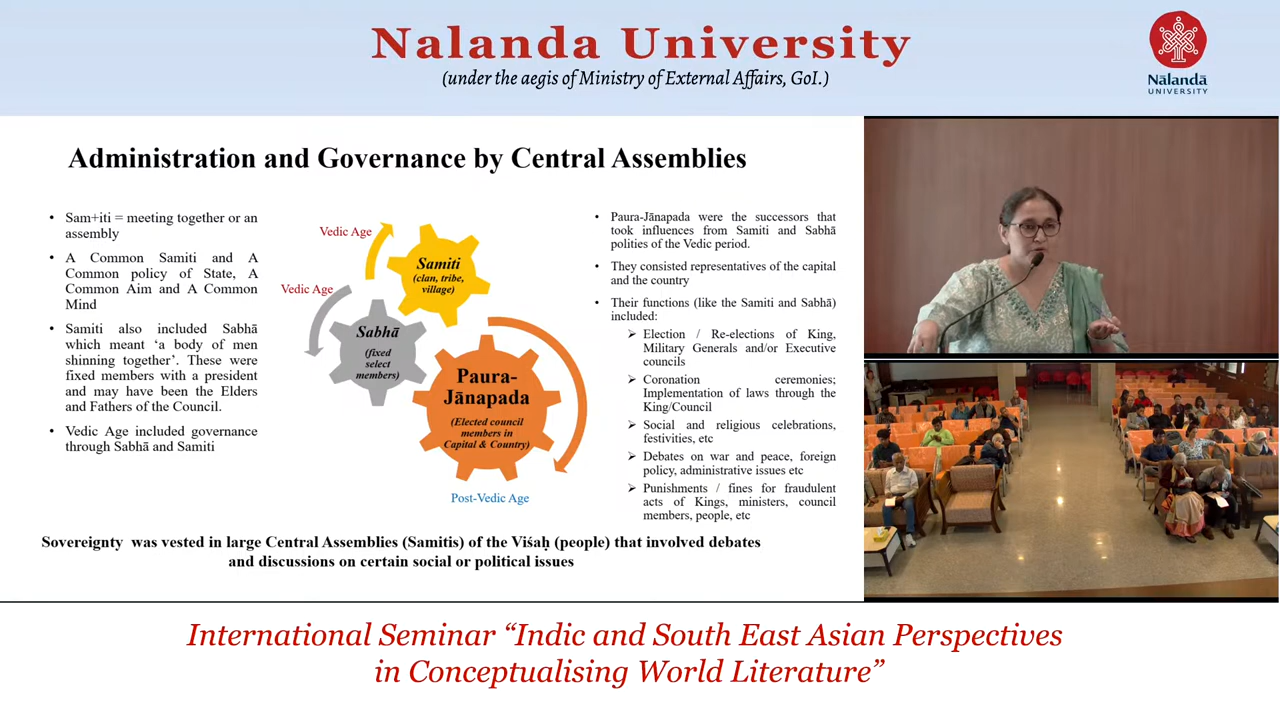 Nalanda University
(under the aegis of Ministry of External Affairs, GoI.)
Nālandā
UNIVERSITY
Administration and Governance by Central Assemblies
• Sam+iti = meeting together or an
assembly
• A Common Samiti and A
Common policy of State, A
Common Aim and A Common
Mind
• Samiti also included Sabhā
which meant ‘a body of men
shinning together’. These were
fixed members with a president
and may have been the Elders
and Fathers of the Council.
• Vedic Age included governance
through Sabhā and Samiti
Vedic Age
Samiti
(clan, tribe,
village)
Vedic Age
Sabhā
(fixed
select
members)
Paura-
Jānapada
(Elected council
members in
Capital & Country)
Post-Vedic Age
• Paura-Jānapada were the successors that
took influences from Samiti and Sabhā
polities of the Vedic period.
• They consisted representatives of the capital
and the country
• Their functions (like the Samiti and Sabhā)
included:
➢ Election / Re-elections of King,
Military Generals and/or Executive
councils
➢ Coronation ceremonies;
Implementation of laws through the
King/Council
➢ Social and religious celebrations,
festivities, etc
➢ Debates on war and peace, foreign
policy, administrative issues etc
➢ Punishments / fines for fraudulent
acts of Kings, ministers, council
members, people, etc
Sovereignty was vested in large Central Assemblies (Samitis) of the Viśaḥ (people) that involved debates
and discussions on certain social or political issues
International Seminar “Indic and South East Asian Perspectives
in Conceptualising World Literature”